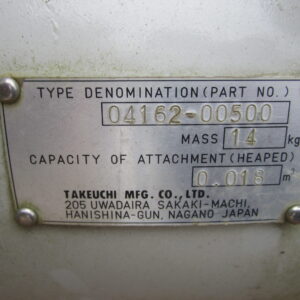 TYPE DENOMINATION (PART NO.)
04162-00500
MASS 14 kg
CAPACITY OF ATTACHMENT (HEAPED)
0.018 m³
TAKEUCHI MFG. CO., LTD.
205 UWADAIRA SAKAKI-MACHI,
HANISHINA-GUN, NAGANO JAPAN